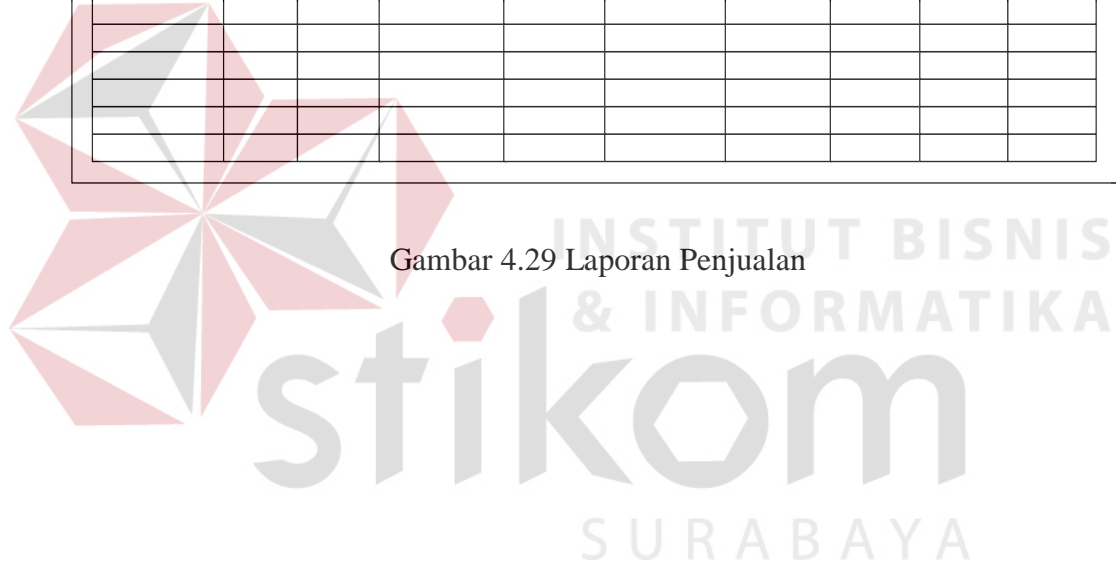 INSTITUT BISNIS
Gambar 4.29 Laporan Penjualan
& INFORMATIKA
stikom
SURABAYA